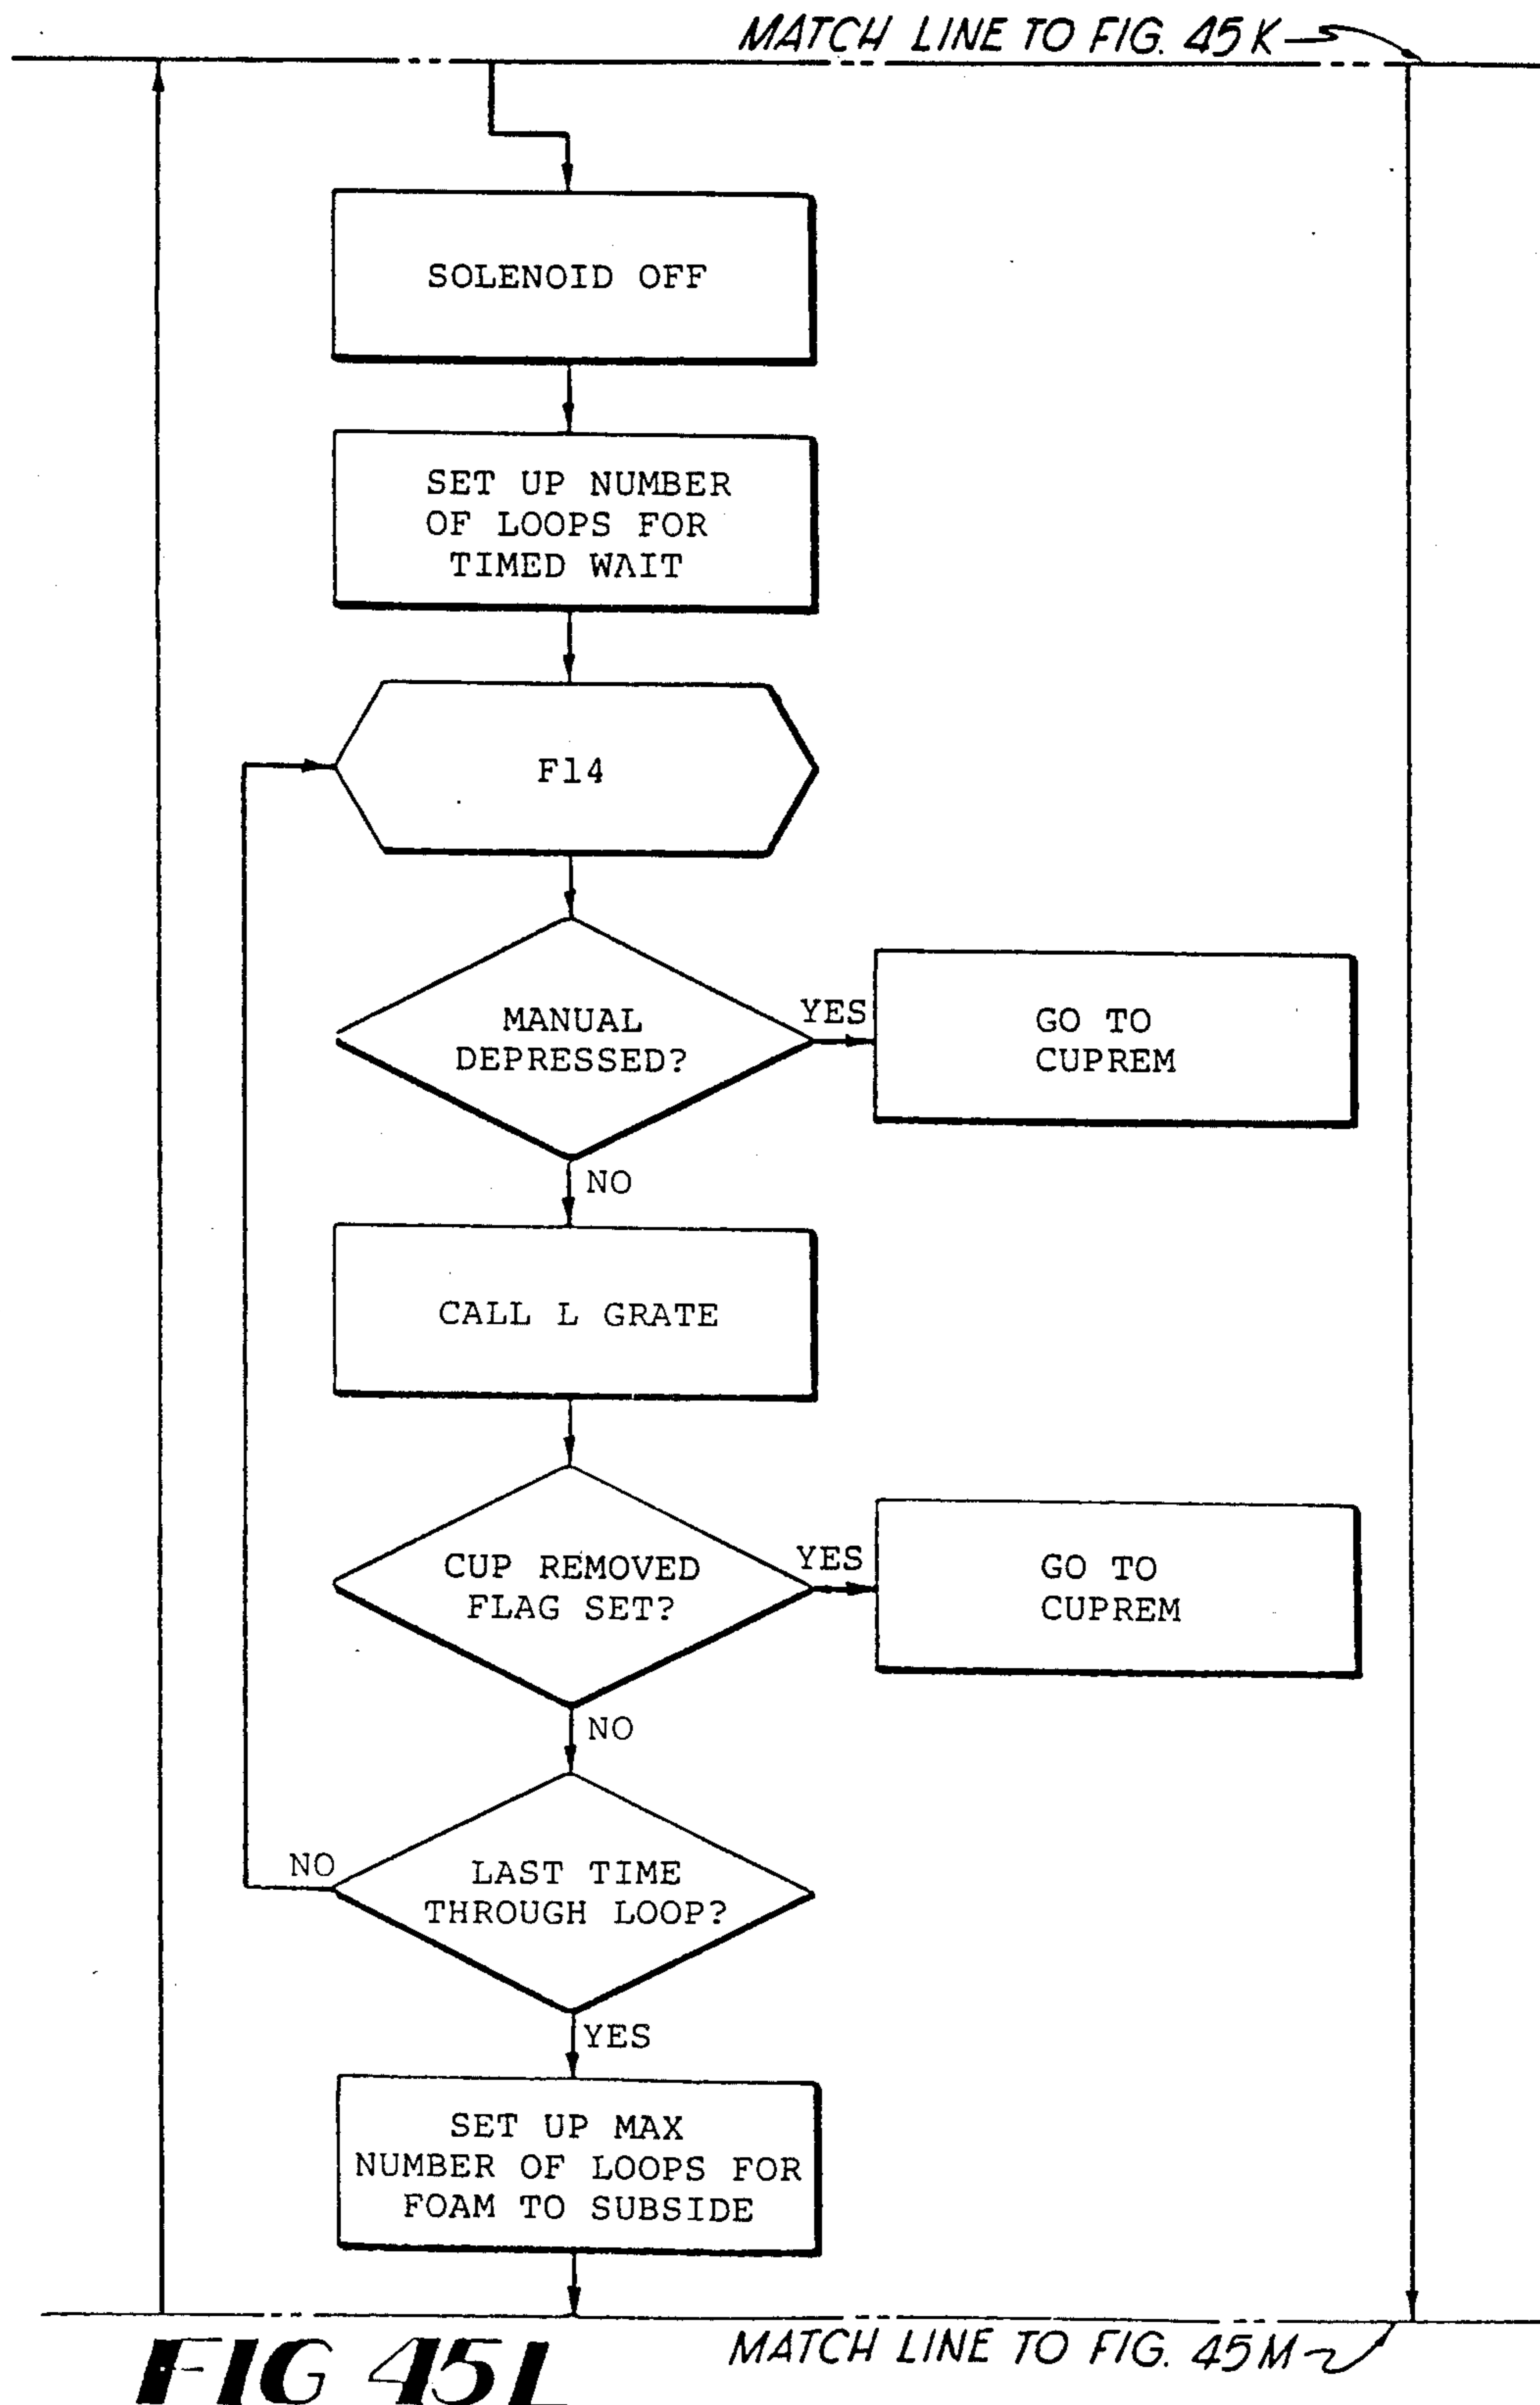 MATCH LINE TO FIG. 45K
SOLENOID OFF
SET UP NUMBER
OF LOOPS FOR
TIMED WAIT
F14
MANUAL
DEPRESSED?
YES
GO TO
CUPREM
NO
CALL L GRATE
CUP REMOVED
FLAG SET?
YES
GO TO
CUPREM
NO
LAST TIME
THROUGH LOOP?
NO
YES
SET UP MAX
NUMBER OF LOOPS FOR
FOAM TO SUBSIDE
FIG 45L
MATCH LINE TO FIG. 45M